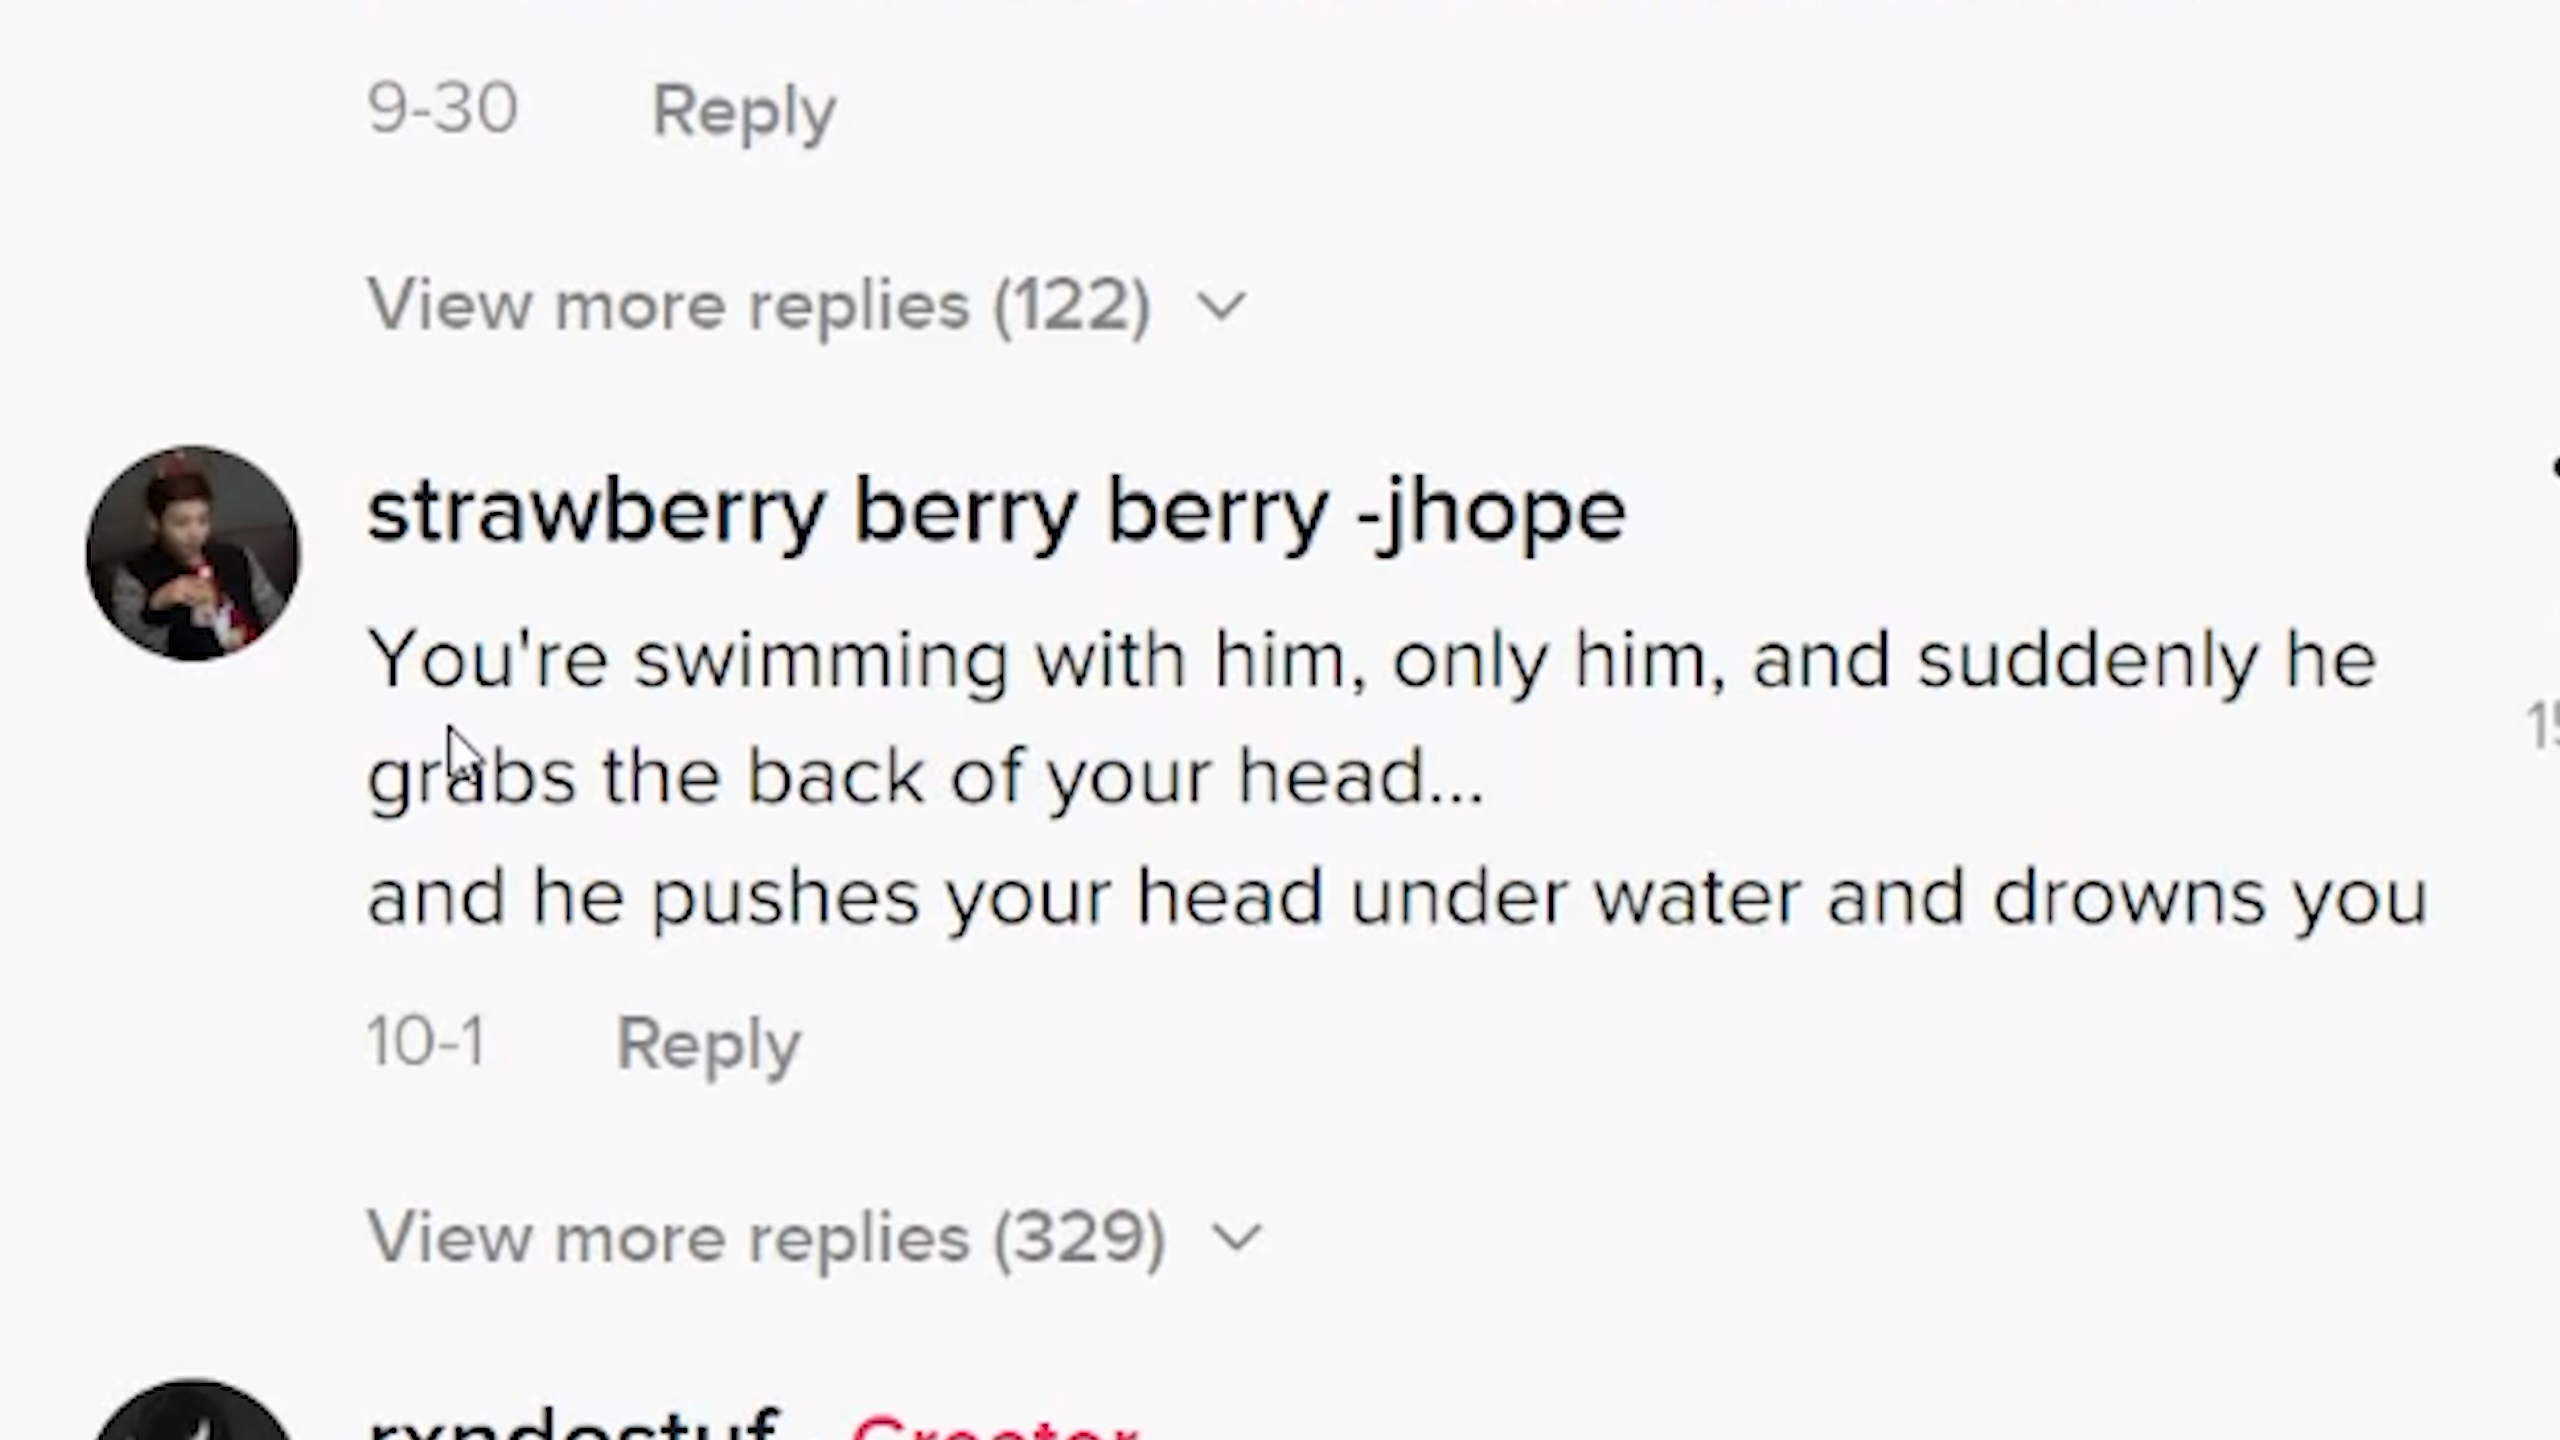 9-30 Reply
View more replies (122)
strawberry berry berry -jhope
You're swimming with him, only him, and suddenly he
grabs the back of your head...
and he pushes your head under water and drowns you
10-1 Reply
View more replies (329)
rxndostuf · Creator